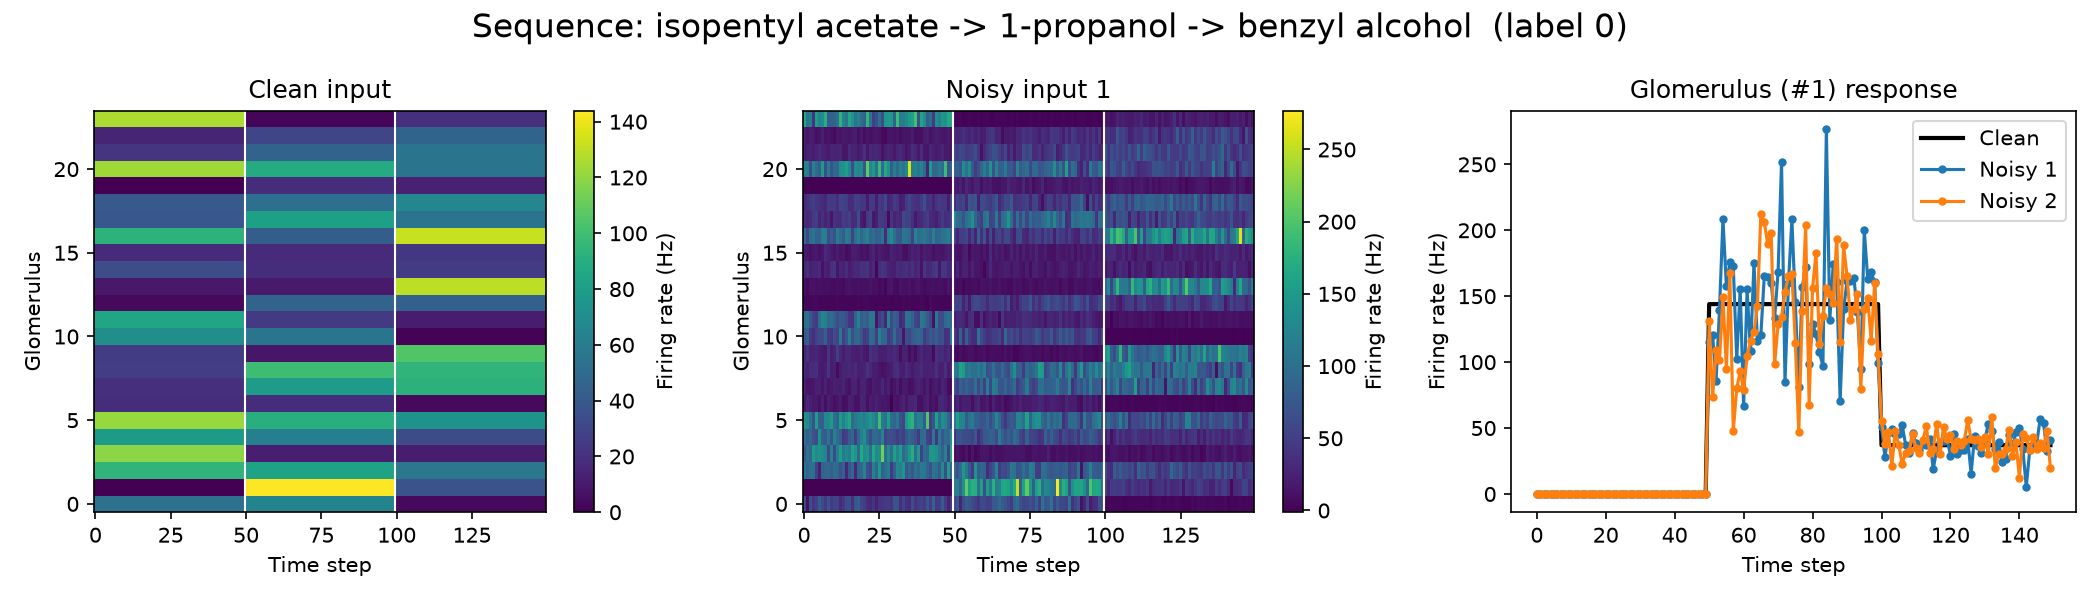 Sequence: isopentyl acetate -> 1-propanol -> benzyl alcohol  (label 0)
Clean input
Glomerulus
20
15
10
5
0
0 25 50 75 100 125
Time step
140
120
100
80
60
40
20
0
Firing rate (Hz)
Noisy input 1
Glomerulus
20
15
10
5
0
0 25 50 75 100 125
Time step
250
200
150
100
50
0
Firing rate (Hz)
Glomerulus (#1) response
Firing rate (Hz)
250
200
150
100
50
0
0 20 40 60 80 100 120 140
Time step
Clean
Noisy 1
Noisy 2